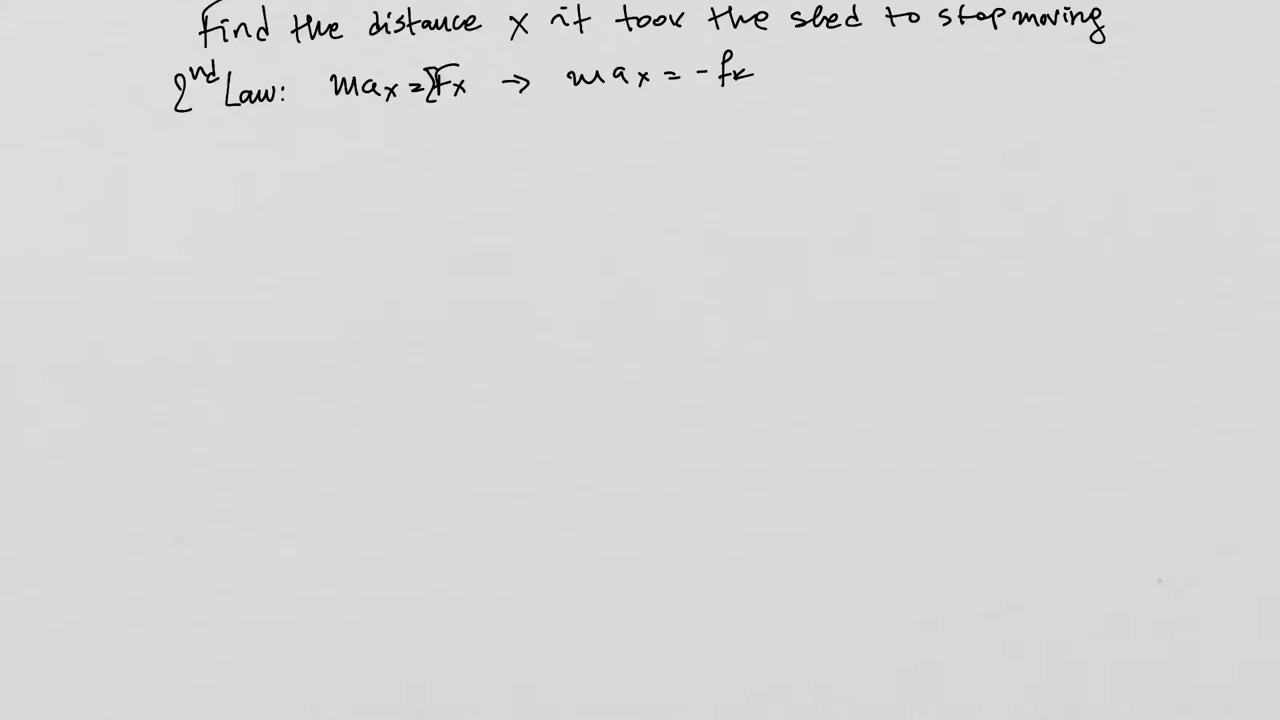 Find the distance x it took the sled to stop moving
2nd Law: max = ΣFx → max = -fk